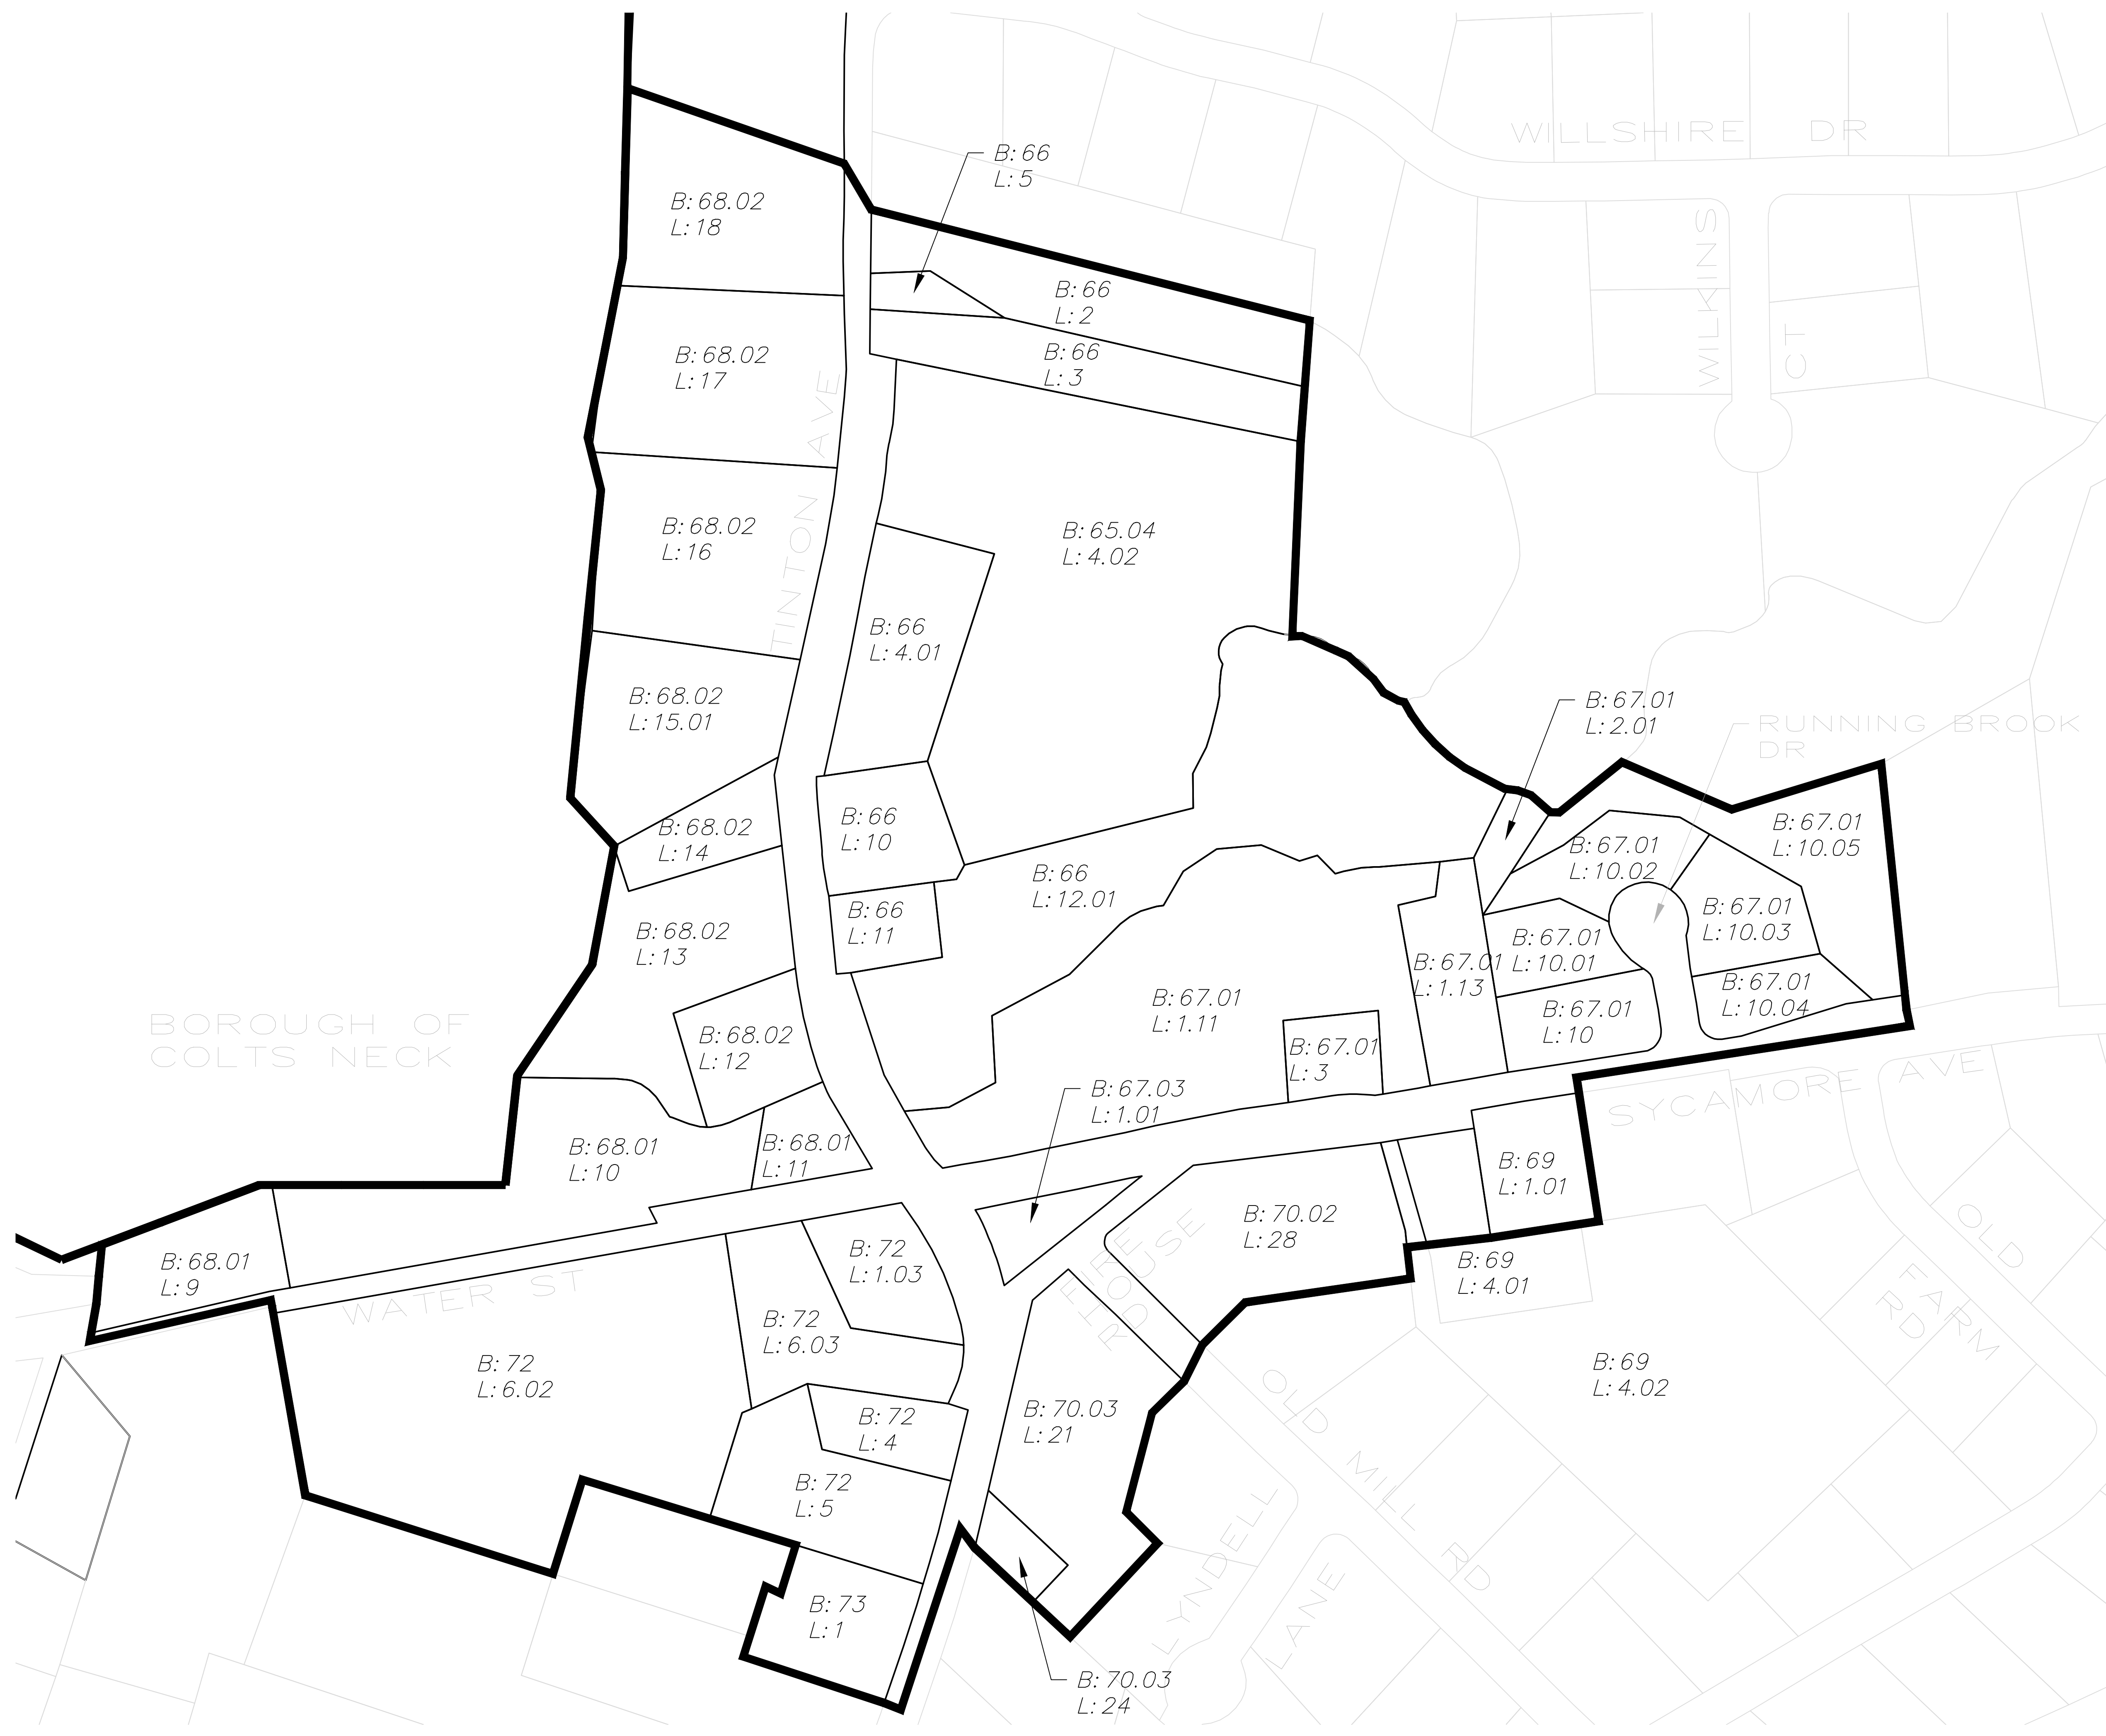 WILLSHIRE DR
B: 66
L: 5
B: 68.02
L: 18
WILKINS
CT
B: 66
L: 2
B: 68.02
L: 17
B: 66
L: 3
TINTON AVE
B: 68.02
L: 16
B: 65.04
L: 4.02
B: 66
L: 4.01
B: 68.02
L: 15.01
B: 67.01
L: 2.01
RUNNING BROOK
DR
B: 68.02
L: 14
B: 66
L: 10
B: 67.01
L: 10.02
B: 67.01
L: 10.05
B: 66
L: 12.01
B: 66
L: 11
B: 67.01
L: 10.03
B: 68.02
L: 13
B: 67.01
L: 10.01
B: 67.01
L: 1.13
B: 67.01
L: 10.04
B: 67.01
L: 1.11
B: 67.01
L: 10
BOROUGH OF
COLTS NECK
B: 68.02
L: 12
B: 67.01
L: 3
B: 67.03
L: 1.01
SYCAMORE AVE
B: 68.01
L: 10
B: 68.01
L: 11
B: 69
L: 1.01
B: 70.02
L: 28
FIRE
HOUSE
RD
OLD
FARM
RD
B: 68.01
L: 9
B: 72
L: 1.03
B: 69
L: 4.01
WATER ST
B: 72
L: 6.03
B: 72
L: 6.02
B: 69
L: 4.02
B: 70.03
L: 21
B: 72
L: 4
OLD MILL RD
B: 72
L: 5
LYNDELL
LANE
B: 73
L: 1
B: 70.03
L: 24